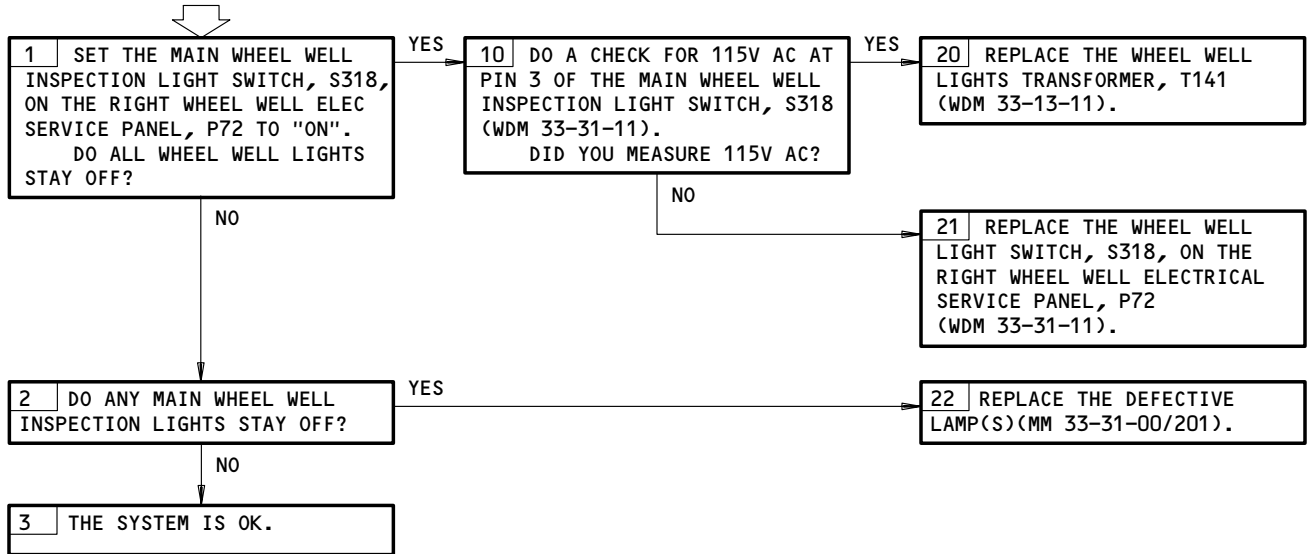 1 SET THE MAIN WHEEL WELL
INSPECTION LIGHT SWITCH, S318,
ON THE RIGHT WHEEL WELL ELEC
SERVICE PANEL, P72 TO "ON".
DO ALL WHEEL WELL LIGHTS
STAY OFF?
YES
NO
10 DO A CHECK FOR 115V AC AT
PIN 3 OF THE MAIN WHEEL WELL
INSPECTION LIGHT SWITCH, S318
(WDM 33-31-11).
DID YOU MEASURE 115V AC?
YES
NO
20 REPLACE THE WHEEL WELL
LIGHTS TRANSFORMER, T141
(WDM 33-13-11).
21 REPLACE THE WHEEL WELL
LIGHT SWITCH, S318, ON THE
RIGHT WHEEL WELL ELECTRICAL
SERVICE PANEL, P72
(WDM 33-31-11).
2 DO ANY MAIN WHEEL WELL
INSPECTION LIGHTS STAY OFF?
YES
NO
22 REPLACE THE DEFECTIVE
LAMP(S)(MM 33-31-00/201).
3 THE SYSTEM IS OK.